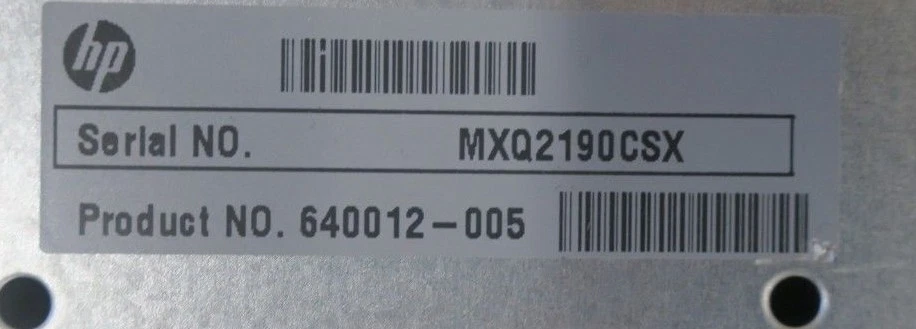 hp
Serial NO. MXQ2190CSX
Product NO. 640012-005